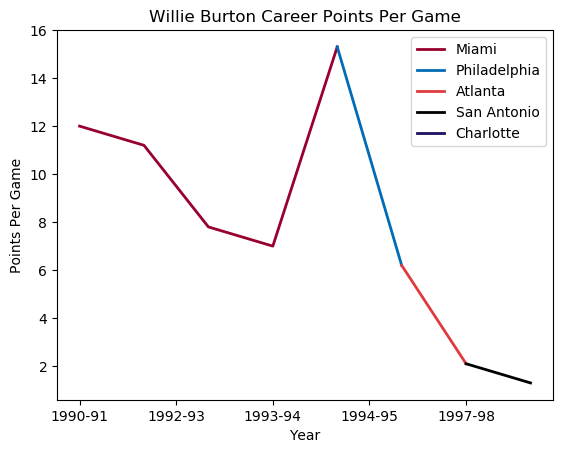 Willie Burton Career Points Per Game
Miami
Philadelphia
Atlanta
San Antonio
Charlotte
Points Per Game
16
14
12
10
8
6
4
2
1990-91 1992-93 1993-94 1994-95 1997-98
Year